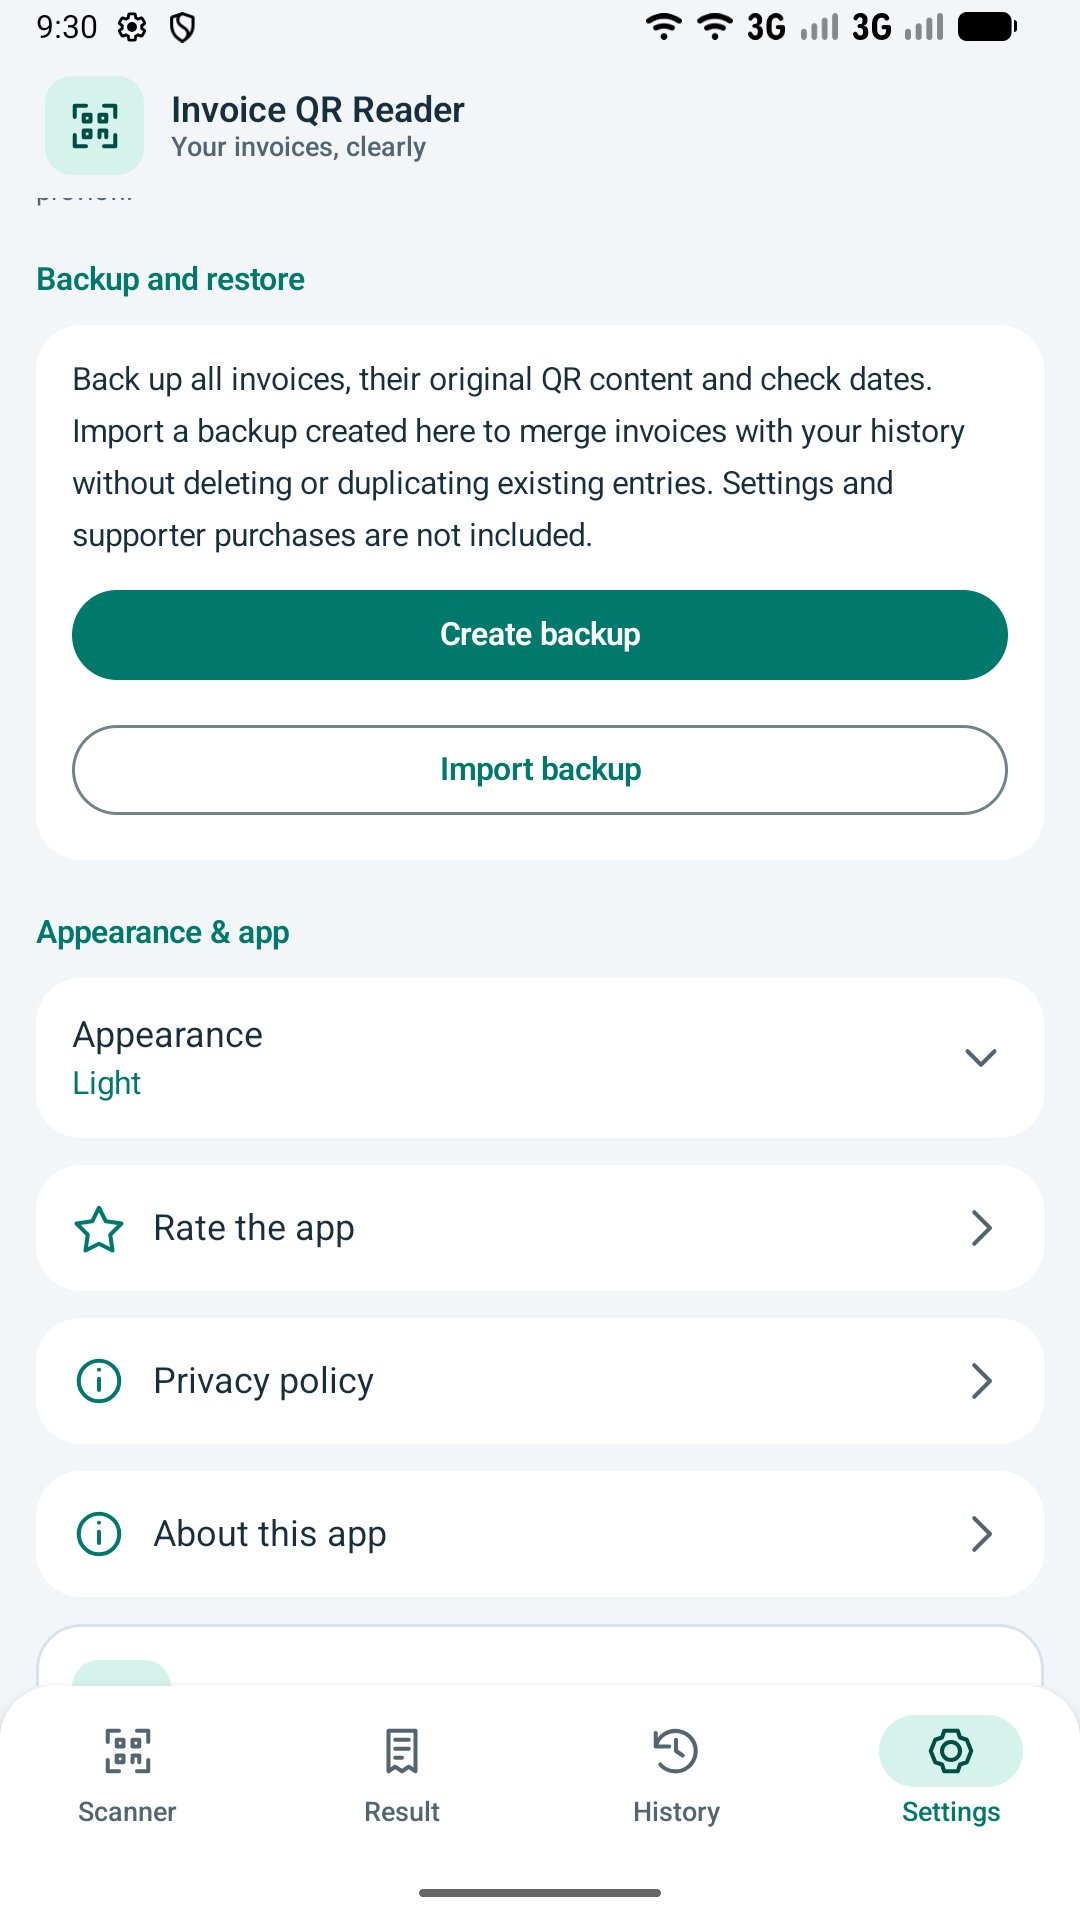 9:30
3G
3G
Invoice QR Reader
Your invoices, clearly
Backup and restore
Back up all invoices, their original QR content and check dates.
Import a backup created here to merge invoices with your history
without deleting or duplicating existing entries. Settings and
supporter purchases are not included.
Create backup
Import backup
Appearance & app
Appearance
Light
Rate the app
Privacy policy
About this app
Scanner
Result
History
Settings